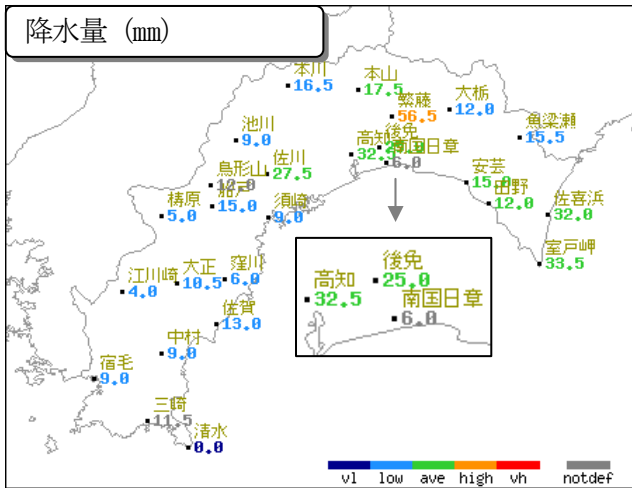 降水量 (mm)
本川
16.5
本山
17.5
繁藤
56.5
大栃
12.0
魚梁瀬
15.5
池川
9.0
佐川
27.5
高知
32.5
後免
南国日章
6.0
鳥形山
12.0
船戸
15.0
安芸
15.0
田野
12.0
佐喜浜
32.0
梼原
5.0
須崎
9.0
室戸岬
33.5
後免
25.0
高知
32.5
南国日章
6.0
江川崎
4.0
大正
10.5
窪川
6.0
佐賀
13.0
中村
9.0
宿毛
9.0
三崎
11.5
清水
0.0
vl low ave high vh notdef